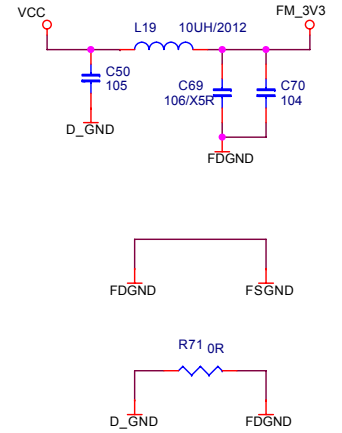 VCC
L19 10UH/2012
FM_3V3
C50
105
C69
106/X5R
C70
104
D_GND
FDGND
FDGND
FSGND
R71 0R
D_GND
FDGND